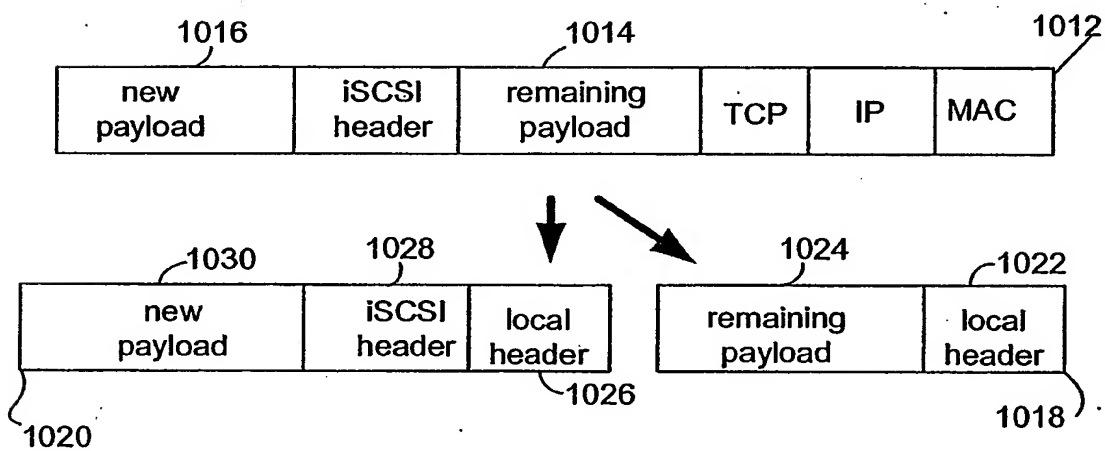 1016 1014 1012
new payload iSCSI header remaining payload TCP IP MAC
1030 1028 1024 1022
new payload iSCSI header local header remaining payload local header
1026
1018
1020